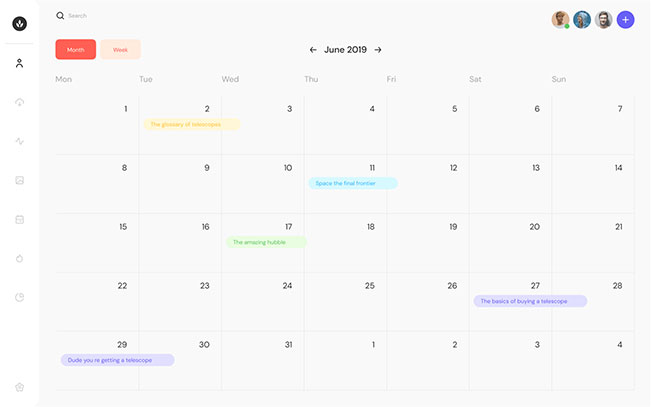 Search
Month
Week
June 2019
Mon Tue Wed Thu Fri Sat Sun
1 2 3 4 5 6 7
The glossary of telescopes
8 9 10 11 12 13 14
Space the final frontier
15 16 17 18 19 20 21
The amazing hubble
22 23 24 25 26 27 28
The basics of buying a telescope
29 30 31 1 2 3 4
Dude you re getting a telescope